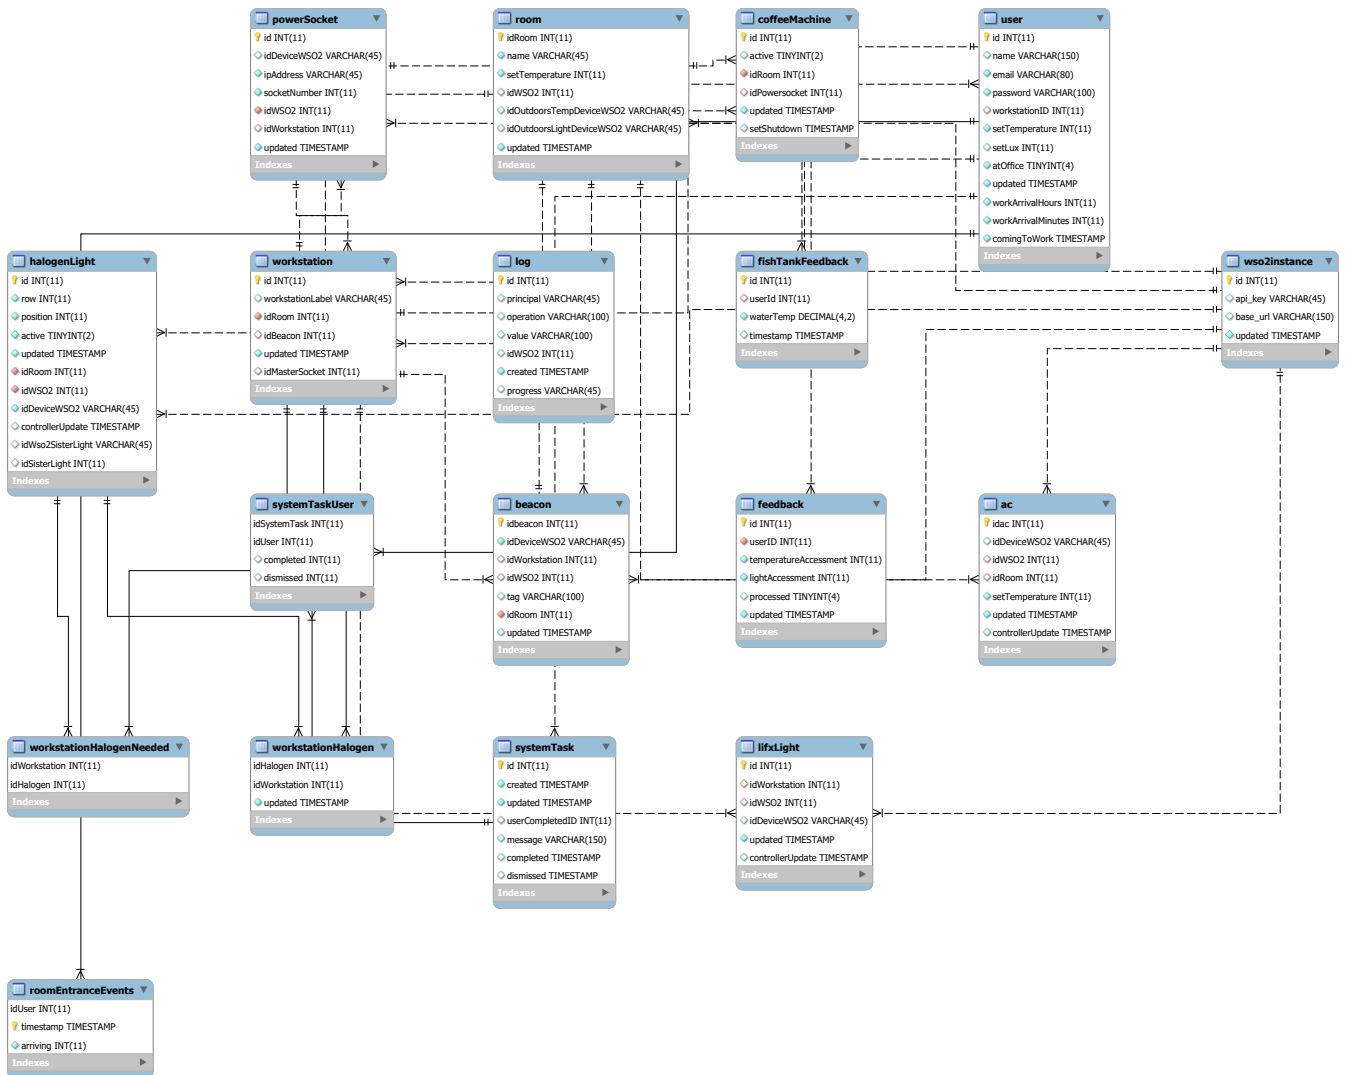 powerSocket
id INT(11)
idDeviceWSO2 VARCHAR(45)
ipAddress VARCHAR(45)
socketNumber INT(11)
idWSO2 INT(11)
idWorkstation INT(11)
updated TIMESTAMP
Indexes
room
idRoom INT(11)
name VARCHAR(45)
setTemperature INT(11)
idWSO2 INT(11)
idOutdoorsTempDeviceWSO2 VARCHAR(45)
idOutdoorsLightDeviceWSO2 VARCHAR(45)
updated TIMESTAMP
Indexes
coffeeMachine
id INT(11)
active TINYINT(2)
idRoom INT(11)
idPowersocket INT(11)
updated TIMESTAMP
setShutdown TIMESTAMP
Indexes
user
id INT(11)
name VARCHAR(150)
email VARCHAR(80)
password VARCHAR(100)
workstationID INT(11)
setTemperature INT(11)
setLux INT(11)
atOffice TINYINT(4)
updated TIMESTAMP
workArrivalHours INT(11)
workArrivalMinutes INT(11)
comingToWork TIMESTAMP
Indexes
halogenLight
id INT(11)
row INT(11)
position INT(11)
active TINYINT(2)
updated TIMESTAMP
idRoom INT(11)
idWSO2 INT(11)
idDeviceWSO2 VARCHAR(45)
controllerUpdate TIMESTAMP
idWso2SisterLight VARCHAR(45)
idSisterLight INT(11)
Indexes
workstation
id INT(11)
workstationLabel VARCHAR(45)
idRoom INT(11)
idBeacon INT(11)
updated TIMESTAMP
idMasterSocket INT(11)
Indexes
log
id INT(11)
principal VARCHAR(45)
operation VARCHAR(100)
value VARCHAR(100)
idWSO2 INT(11)
created TIMESTAMP
progress VARCHAR(45)
Indexes
fishTankFeedback
id INT(11)
userId INT(11)
waterTemp DECIMAL(4,2)
timestamp TIMESTAMP
Indexes
wso2instance
id INT(11)
api_key VARCHAR(45)
base_url VARCHAR(150)
updated TIMESTAMP
Indexes
systemTaskUser
idSystemTask INT(11)
idUser INT(11)
completed INT(11)
dismissed INT(11)
Indexes
beacon
idbeacon INT(11)
idDeviceWSO2 VARCHAR(45)
idWorkstation INT(11)
idWSO2 INT(11)
tag VARCHAR(100)
idRoom INT(11)
updated TIMESTAMP
Indexes
feedback
id INT(11)
userID INT(11)
temperatureAccessment INT(11)
lightAccessment INT(11)
processed TINYINT(4)
updated TIMESTAMP
Indexes
ac
idac INT(11)
idDeviceWSO2 VARCHAR(45)
idWSO2 INT(11)
idRoom INT(11)
setTemperature INT(11)
updated TIMESTAMP
controllerUpdate TIMESTAMP
Indexes
workstationHalogenNeeded
idWorkstation INT(11)
idHalogen INT(11)
Indexes
workstationHalogen
idHalogen INT(11)
idWorkstation INT(11)
updated TIMESTAMP
Indexes
systemTask
id INT(11)
created TIMESTAMP
updated TIMESTAMP
userCompletedID INT(11)
message VARCHAR(150)
completed TIMESTAMP
dismissed TIMESTAMP
Indexes
lifxLight
id INT(11)
idWorkstation INT(11)
idWSO2 INT(11)
idDeviceWSO2 VARCHAR(45)
updated TIMESTAMP
controllerUpdate TIMESTAMP
Indexes
roomEntranceEvents
idUser INT(11)
timestamp TIMESTAMP
arriving INT(11)
Indexes